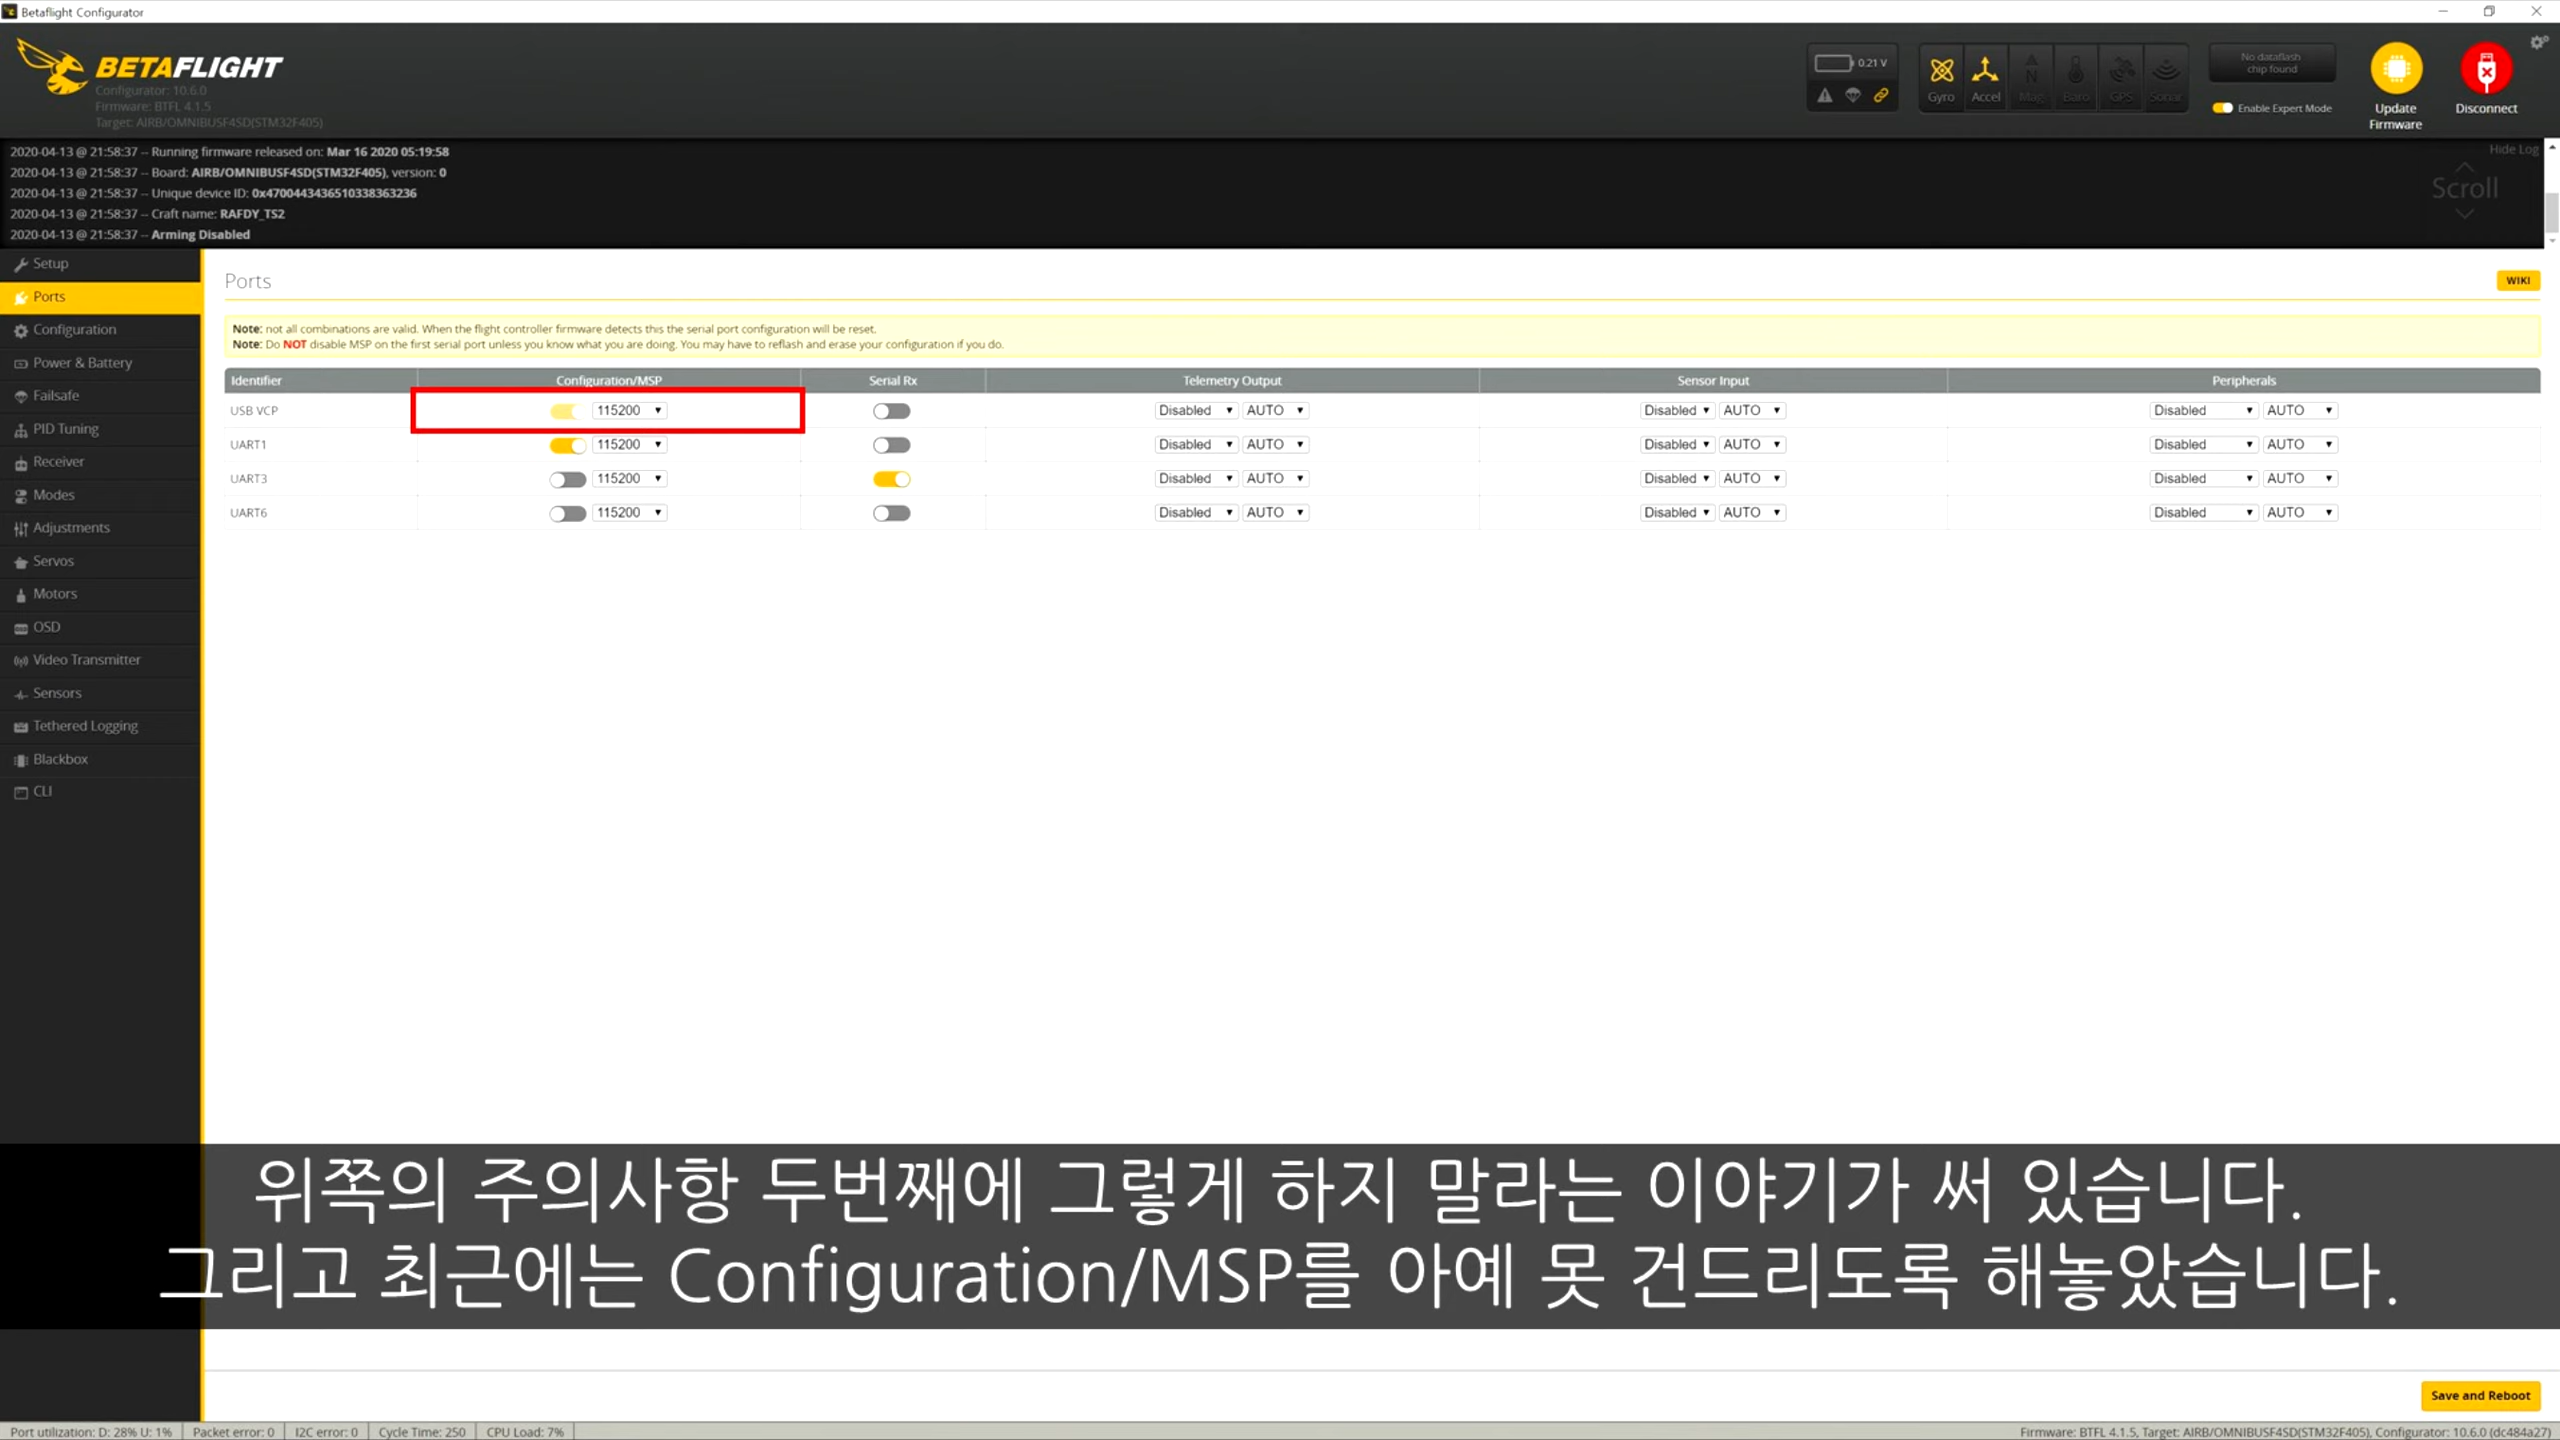 Betaflight Configurator
BETAFLIGHT
Configurator: 10.6.0
Firmware: BTFL 4.1.5
Target: AIRB/OMNIBUSF4SD(STM32F405)
0.21 V
Gyro Accel Mag Baro GPS Sonar
No dataflash
chip found
Enable Expert Mode
Update
Firmware
Disconnect
2020-04-13 @ 21:58:37 -- Running firmware released on: Mar 16 2020 05:19:58
2020-04-13 @ 21:58:37 -- Board: AIRB/OMNIBUSF4SD(STM32F405), version: 0
2020-04-13 @ 21:58:37 -- Unique device ID: 0x4700443436510338363236
2020-04-13 @ 21:58:37 -- Craft name: RAFDY_TS2
2020-04-13 @ 21:58:37 -- Arming Disabled
Hide Log
Scroll
Setup
Ports
Configuration
Power & Battery
Failsafe
PID Tuning
Receiver
Modes
Adjustments
Servos
Motors
OSD
Video Transmitter
Sensors
Tethered Logging
Blackbox
CLI
Ports
WIKI
Note: not all combinations are valid. When the flight controller firmware detects this the serial port configuration will be reset.
Note: Do NOT disable MSP on the first serial port unless you know what you are doing. You may have to reflash and erase your configuration if you do.
Identifier Configuration/MSP Serial Rx Telemetry Output Sensor Input Peripherals
USB VCP 115200 Disabled AUTO Disabled AUTO Disabled AUTO
UART1 115200 Disabled AUTO Disabled AUTO Disabled AUTO
UART3 115200 Disabled AUTO Disabled AUTO Disabled AUTO
UART6 115200 Disabled AUTO Disabled AUTO Disabled AUTO
위쪽의 주의사항 두번째에 그렇게 하지 말라는 이야기가 써 있습니다.
그리고 최근에는 Configuration/MSP를 아예 못 건드리도록 해놓았습니다.
Save and Reboot
Port utilization: D: 28% U: 1% Packet error: 0 I2C error: 0 Cycle Time: 250 CPU Load: 7%
Firmware: BTFL 4.1.5, Target: AIRB/OMNIBUSF4SD(STM32F405), Configurator: 10.6.0 (dc484a27)